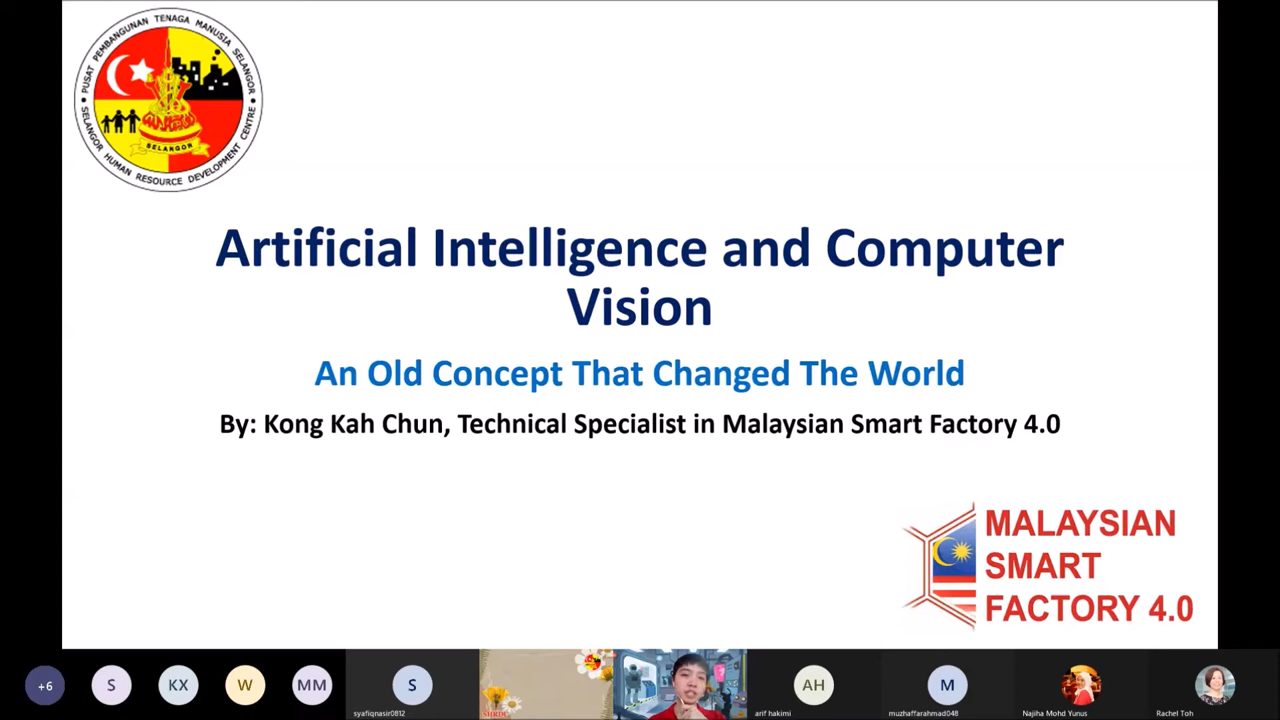 PUSAT PEMBANGUNAN TENAGA MANUSIA SELANGOR
SELANGOR
SELANGOR HUMAN RESOURCE DEVELOPMENT CENTRE
Artificial Intelligence and Computer
Vision
An Old Concept That Changed The World
By: Kong Kah Chun, Technical Specialist in Malaysian Smart Factory 4.0
MALAYSIAN
SMART
FACTORY 4.0
+6
S
KX
W
MM
S
syafiqnasir0812
SHRDC
AH
arif hakimi
M
muzhaffarahmad048
Najiha Mohd Yunus
Rachel Toh